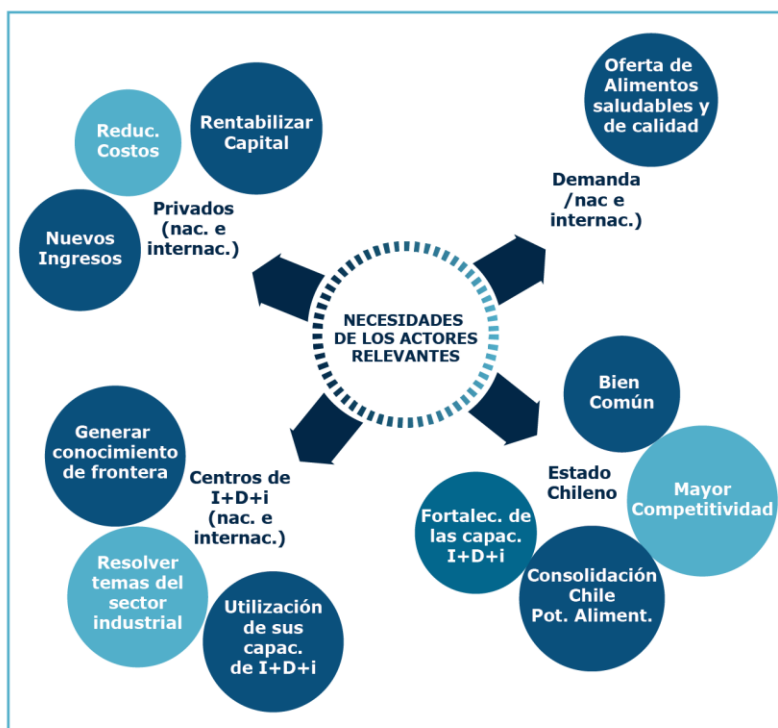 Reduc.
Costos
Rentabilizar
Capital
Nuevos
Ingresos
Privados
(nac. e
internac.)
Oferta de
Alimentos
saludables y
de calidad
Demanda
/nac e
internac.)
NECESIDADES
DE LOS ACTORES
RELEVANTES
Generar
conocimiento
de frontera
Centros de
I+D+i
(nac. e
internac.)
Resolver
temas del
sector
industrial
Utilización
de sus
capac.
de I+D+i
Bien
Común
Estado
Chileno
Mayor
Competitividad
Fortalec. de
las capac.
I+D+i
Consolidación
Chile
Pot. Aliment.